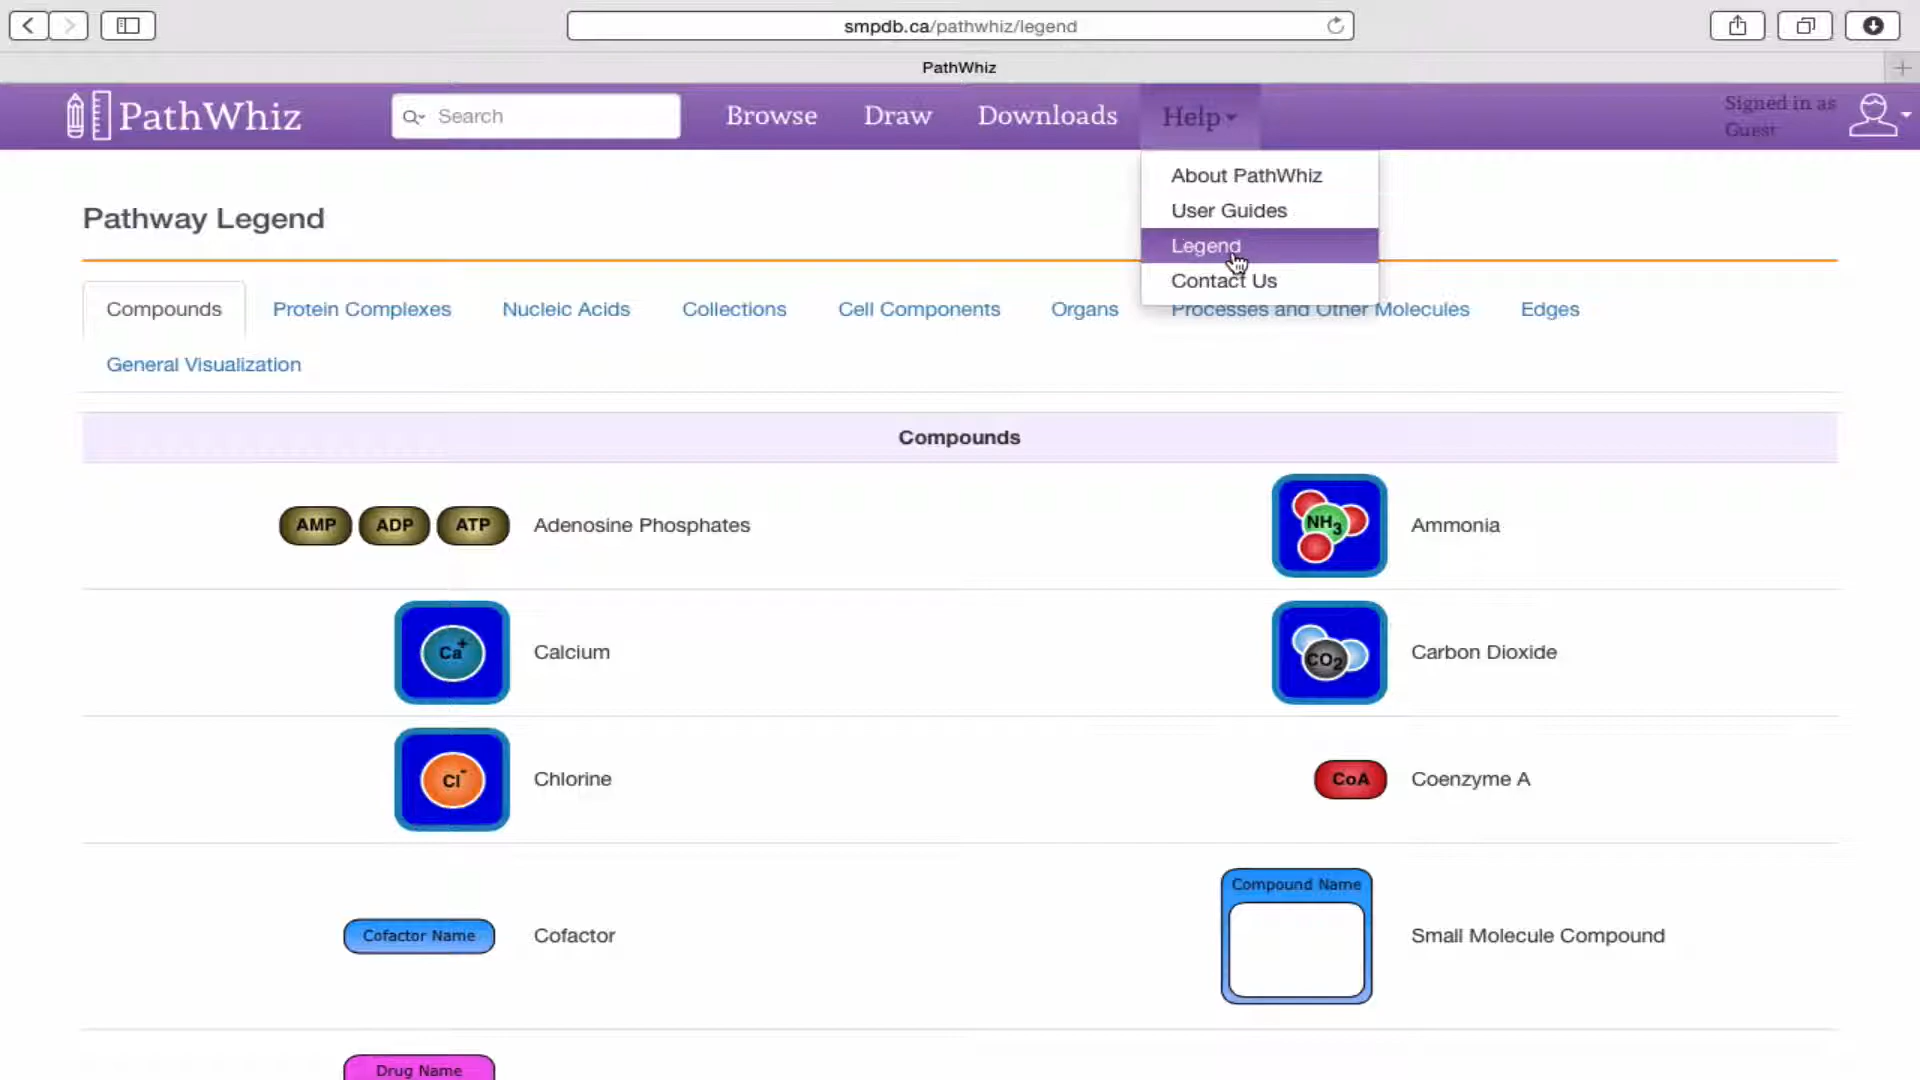 smpdb.ca/pathwhiz/legend
PathWhiz
PathWhiz
Search
Browse
Draw
Downloads
Help
Signed in as
Guest
About PathWhiz
User Guides
Legend
Contact Us
Pathway Legend
Compounds
Protein Complexes
Nucleic Acids
Collections
Cell Components
Organs
Processes and Other Molecules
Edges
General Visualization
Compounds
AMP ADP ATP Adenosine Phosphates
NH3 Ammonia
Ca+ Calcium
CO2 Carbon Dioxide
Cl- Chlorine
CoA Coenzyme A
Cofactor Name Cofactor
Compound Name
Small Molecule Compound
Drug Name